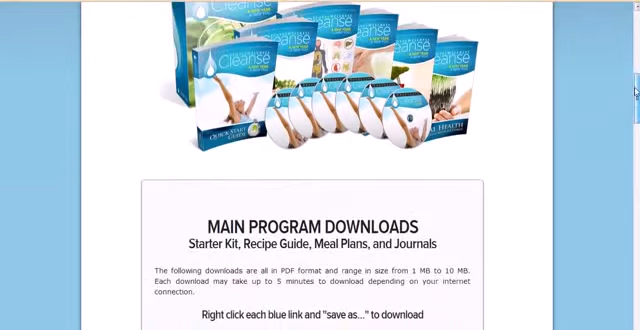 Cleanse
Cleanse
Cleanse
Cleanse
QUICK START
GUIDE
HEALTH
MAIN PROGRAM DOWNLOADS
Starter Kit, Recipe Guide, Meal Plans, and Journals
The following downloads are all in PDF format and range in size from 1 MB to 10 MB.
Each download may take up to 5 minutes to download depending on your internet
connection.
Right click each blue link and "save as..." to download